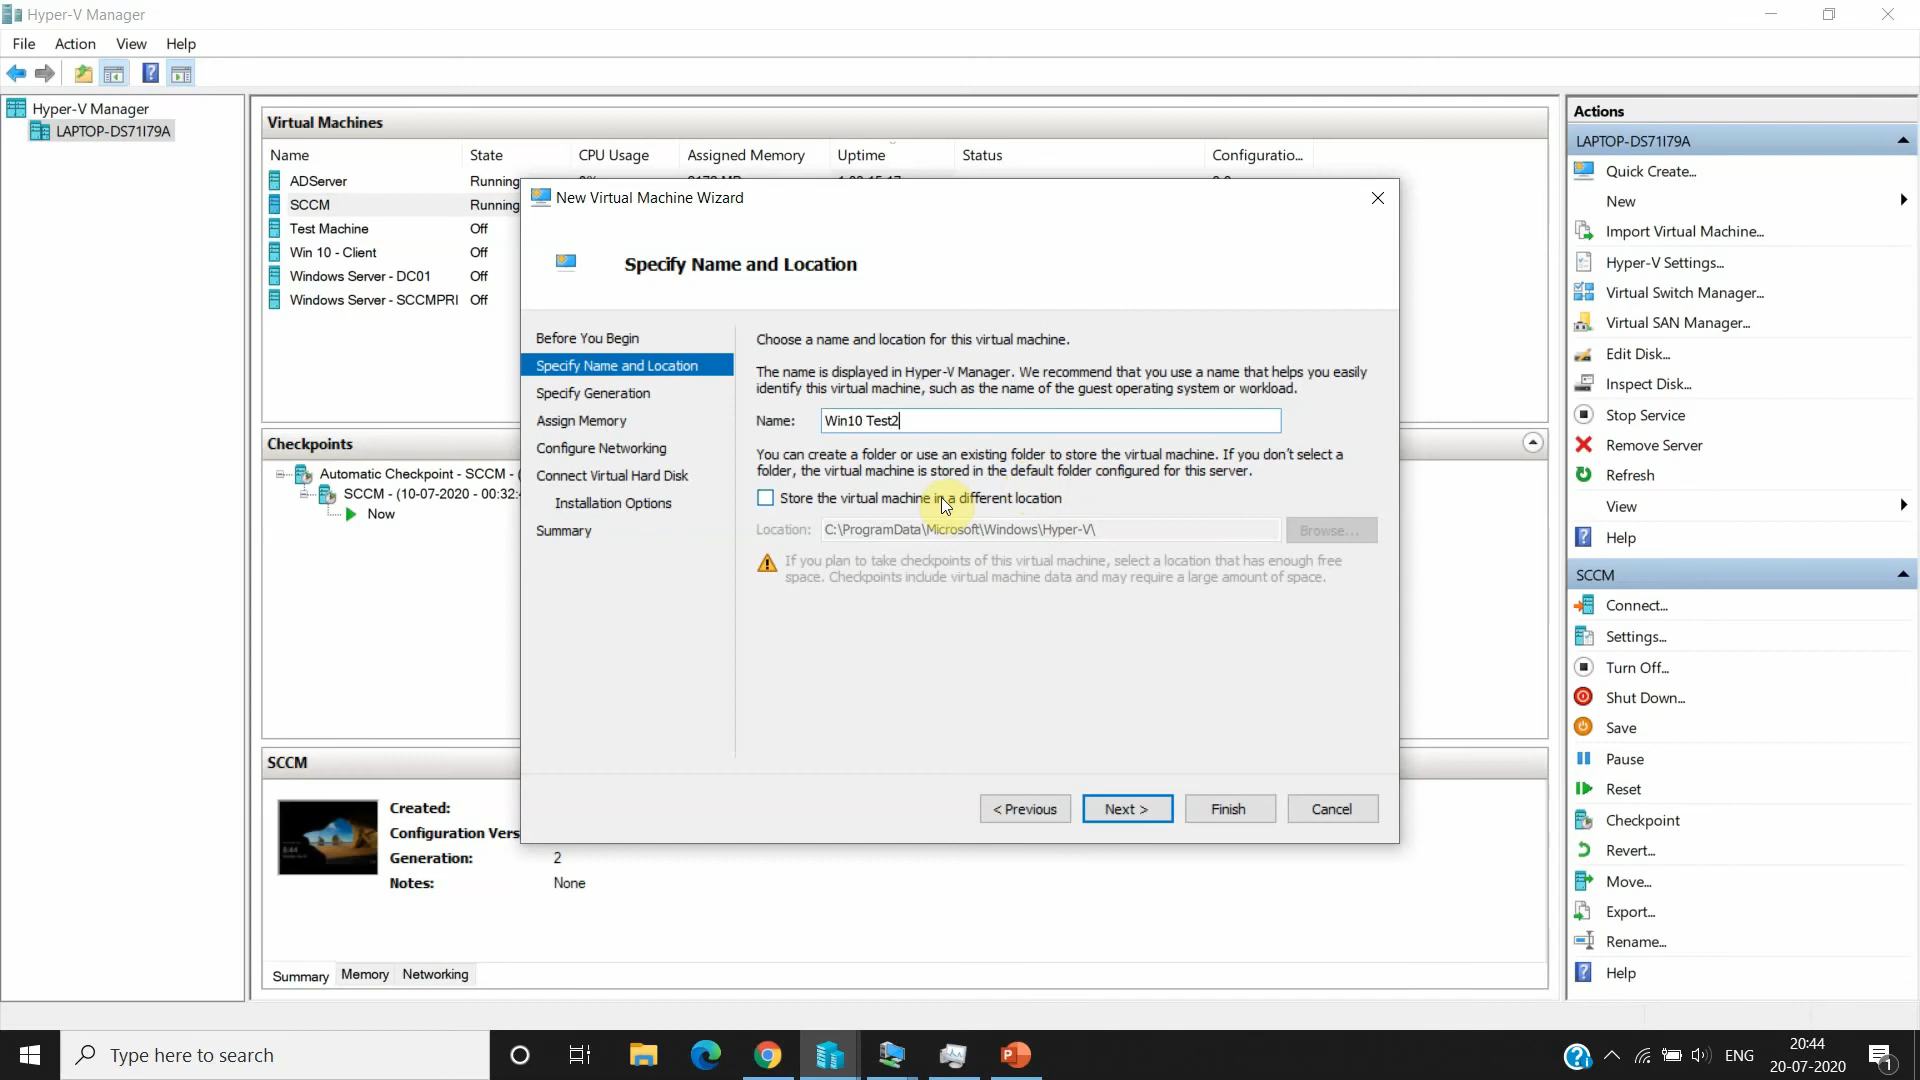 Hyper-V Manager
File Action View Help
Hyper-V Manager
LAPTOP-DS71I79A
Virtual Machines
Name State CPU Usage Assigned Memory Uptime Status Configuratio...
ADServer Running
SCCM Running
Test Machine Off
Win 10 - Client Off
Windows Server - DC01 Off
Windows Server - SCCMPRI Off
Checkpoints
Automatic Checkpoint - SCCM - (
SCCM - (10-07-2020 - 00:32:
Now
SCCM
Created:
Configuration Vers
Generation: 2
Notes: None
Summary Memory Networking
New Virtual Machine Wizard
Specify Name and Location
Before You Begin
Specify Name and Location
Specify Generation
Assign Memory
Configure Networking
Connect Virtual Hard Disk
Installation Options
Summary
Choose a name and location for this virtual machine.
The name is displayed in Hyper-V Manager. We recommend that you use a name that helps you easily
identify this virtual machine, such as the name of the guest operating system or workload.
Name: Win10 Test2
You can create a folder or use an existing folder to store the virtual machine. If you don't select a
folder, the virtual machine is stored in the default folder configured for this server.
Store the virtual machine in a different location
Location: C:\ProgramData\Microsoft\Windows\Hyper-V\ Browse...
If you plan to take checkpoints of this virtual machine, select a location that has enough free
space. Checkpoints include virtual machine data and may require a large amount of space.
< Previous Next > Finish Cancel
Actions
LAPTOP-DS71I79A
Quick Create...
New
Import Virtual Machine...
Hyper-V Settings...
Virtual Switch Manager...
Virtual SAN Manager...
Edit Disk...
Inspect Disk...
Stop Service
Remove Server
Refresh
View
Help
SCCM
Connect...
Settings...
Turn Off...
Shut Down...
Save
Pause
Reset
Checkpoint
Revert...
Move...
Export...
Rename...
Help
Type here to search
ENG
20:44
20-07-2020
1